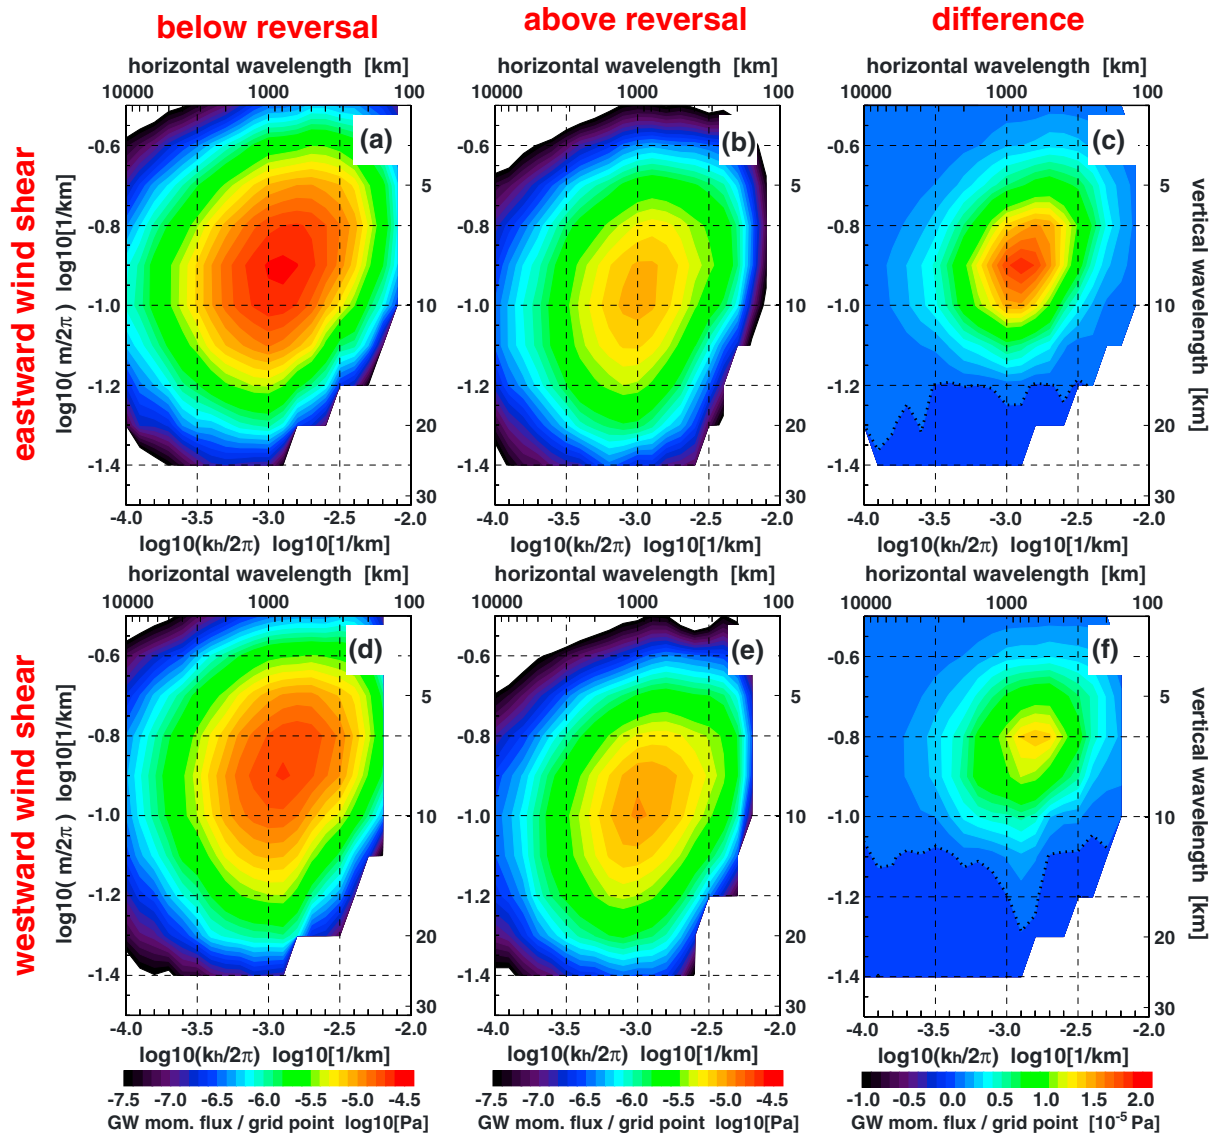 below reversal above reversal difference
horizontal wavelength [km] horizontal wavelength [km] horizontal wavelength [km]
10000 1000 100 10000 1000 100 10000 1000 100
eastward wind shear
log10( m/2π ) log10[1/km]
-0.6
-0.8
-1.0
-1.2
-1.4
(a)
5
10
20
30
-0.6
-0.8
-1.0
-1.2
-1.4
(b)
5
10
20
30
-0.6
-0.8
-1.0
-1.2
-1.4
(c)
5
10
20
30
vertical wavelength [km]
-4.0 -3.5 -3.0 -2.5 -2.0 -4.0 -3.5 -3.0 -2.5 -2.0 -4.0 -3.5 -3.0 -2.5 -2.0
log10(kh/2π) log10[1/km] log10(kh/2π) log10[1/km] log10(kh/2π) log10[1/km]
horizontal wavelength [km] horizontal wavelength [km] horizontal wavelength [km]
10000 1000 100 10000 1000 100 10000 1000 100
westward wind shear
log10( m/2π ) log10[1/km]
-0.6
-0.8
-1.0
-1.2
-1.4
(d)
5
10
20
30
-0.6
-0.8
-1.0
-1.2
-1.4
(e)
5
10
20
30
-0.6
-0.8
-1.0
-1.2
-1.4
(f)
5
10
20
30
vertical wavelength [km]
-4.0 -3.5 -3.0 -2.5 -2.0 -4.0 -3.5 -3.0 -2.5 -2.0 -4.0 -3.5 -3.0 -2.5 -2.0
log10(kh/2π) log10[1/km] log10(kh/2π) log10[1/km] log10(kh/2π) log10[1/km]
-7.5 -7.0 -6.5 -6.0 -5.5 -5.0 -4.5 -7.5 -7.0 -6.5 -6.0 -5.5 -5.0 -4.5 -1.0 -0.5 0.0 0.5 1.0 1.5 2.0
GW mom. flux / grid point log10[Pa] GW mom. flux / grid point log10[Pa] GW mom. flux / grid point [10⁻⁵ Pa]